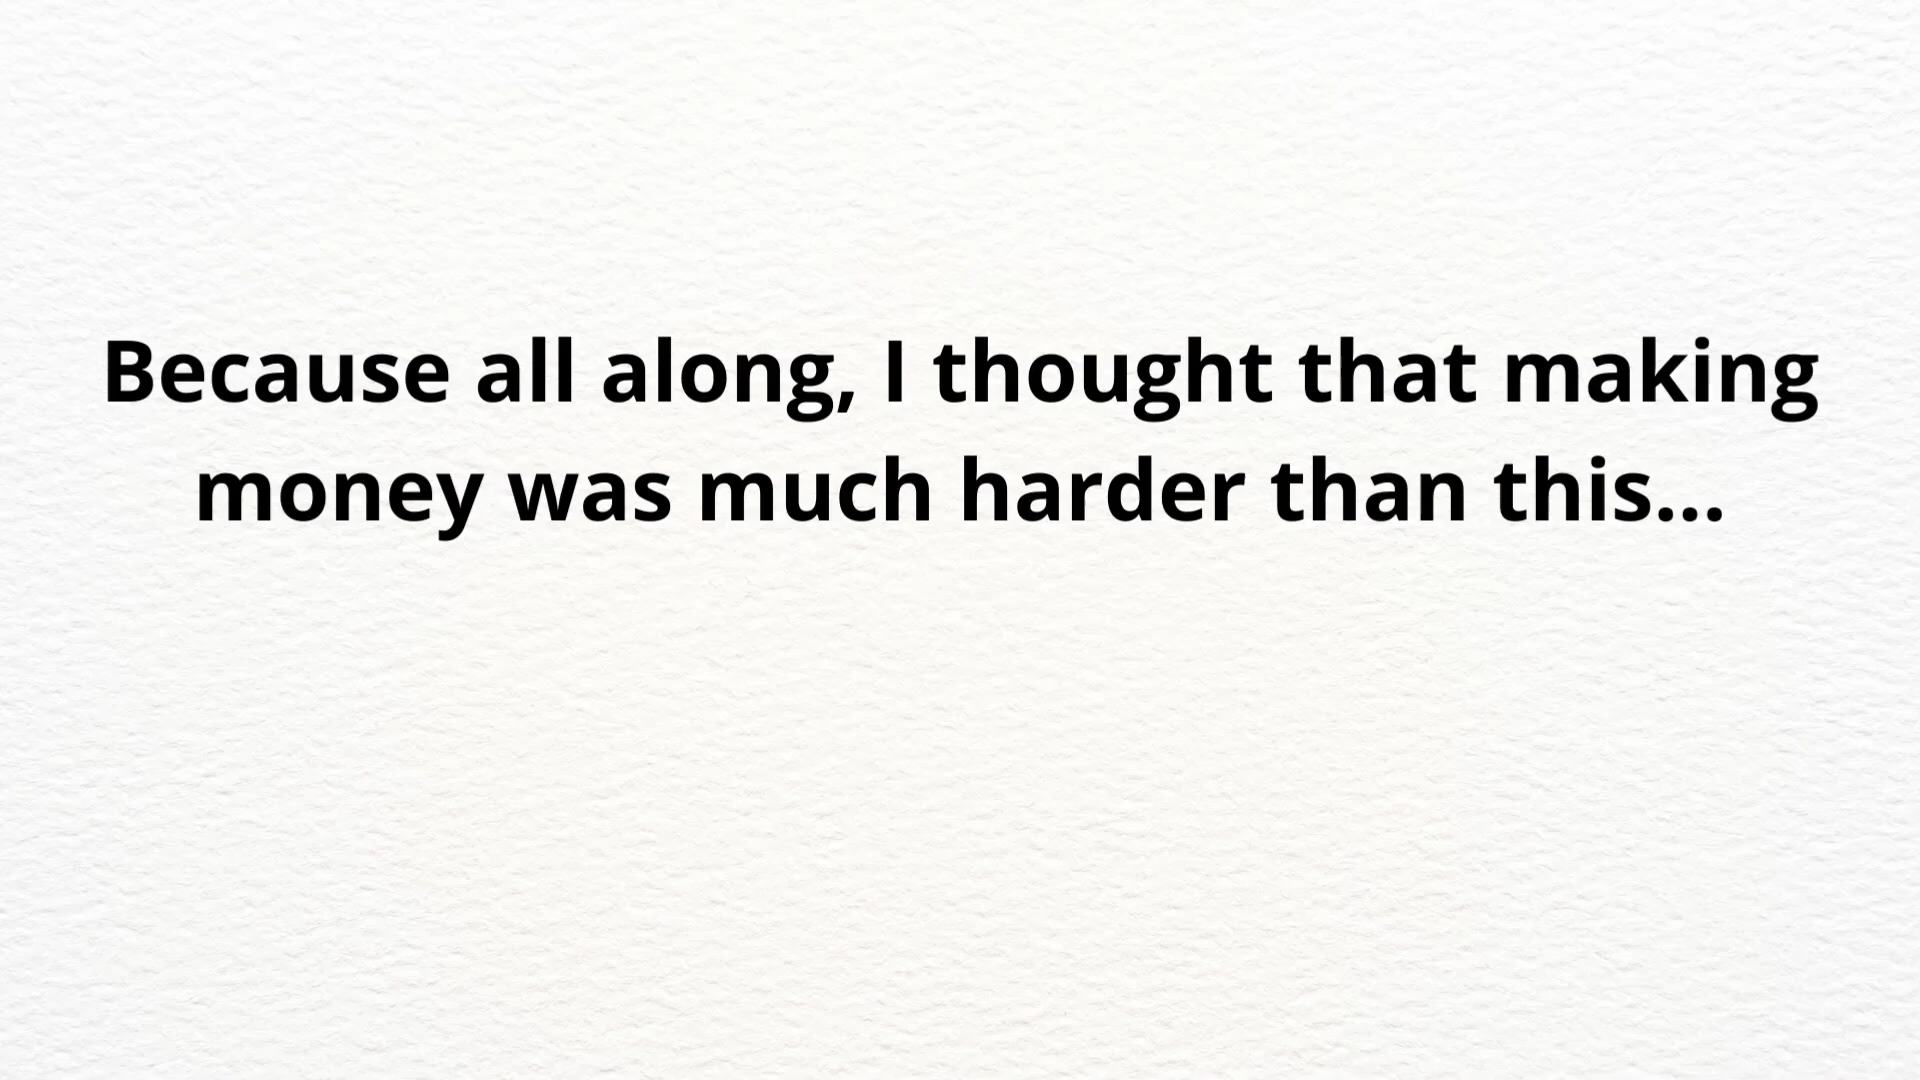 Because all along, I thought that making
money was much harder than this...